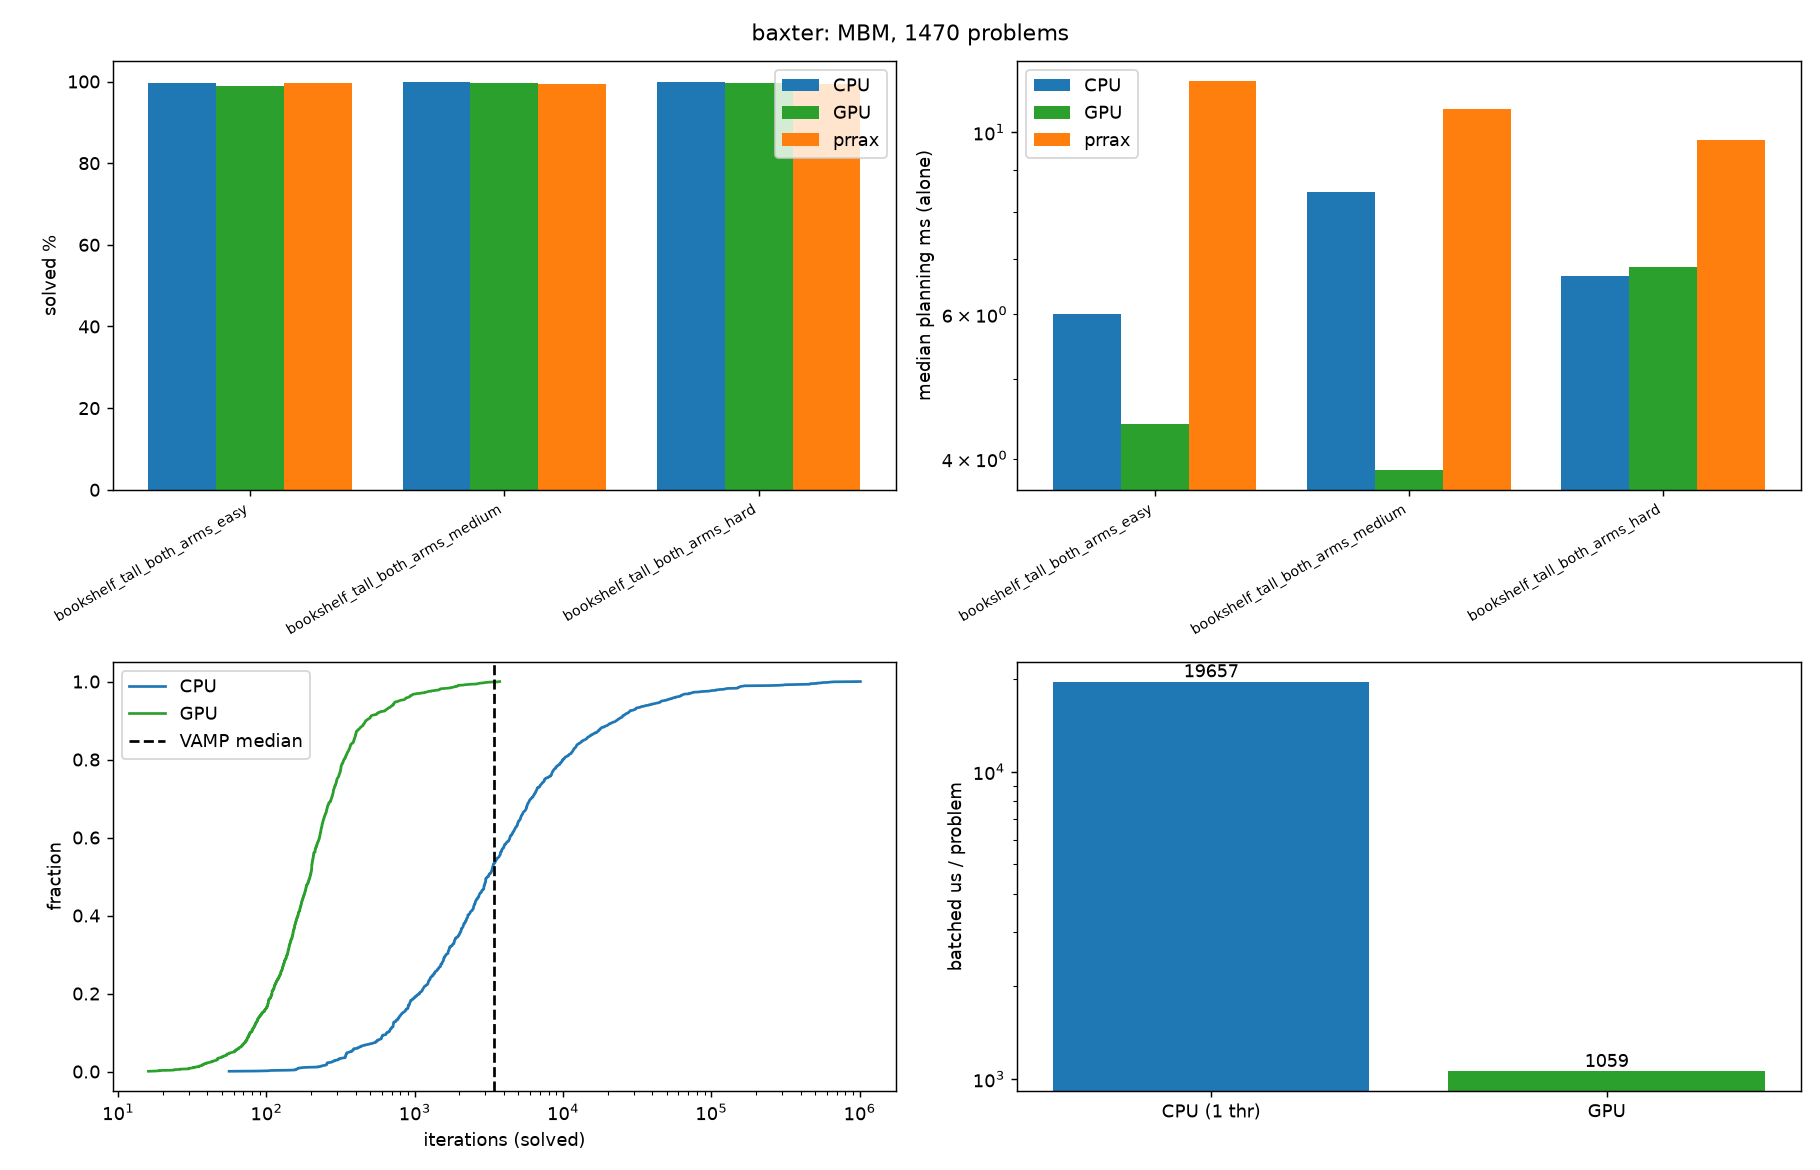 baxter: MBM, 1470 problems
solved %
100
80
60
40
20
0
CPU
GPU
prrax
bookshelf_tall_both_arms_easy
bookshelf_tall_both_arms_medium
bookshelf_tall_both_arms_hard
median planning ms (alone)
10¹
6 × 10⁰
4 × 10⁰
CPU
GPU
prrax
bookshelf_tall_both_arms_easy
bookshelf_tall_both_arms_medium
bookshelf_tall_both_arms_hard
fraction
1.0
0.8
0.6
0.4
0.2
0.0
CPU
GPU
VAMP median
10¹ 10² 10³ 10⁴ 10⁵ 10⁶
iterations (solved)
batched us / problem
10⁴
10³
19657
1059
CPU (1 thr) GPU